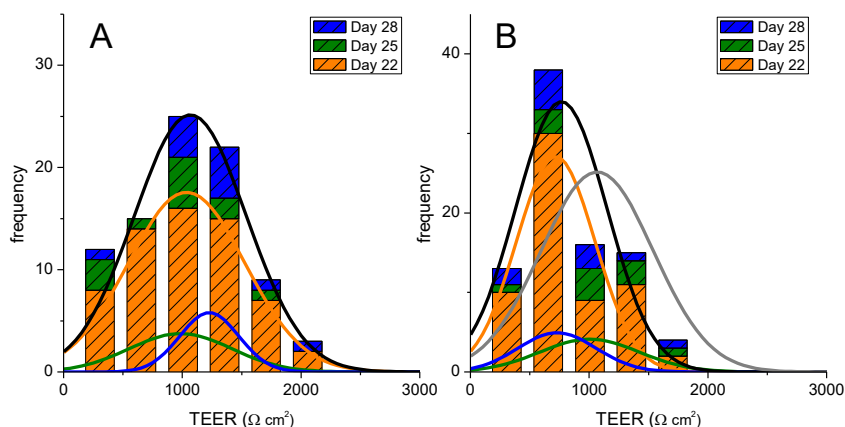 A
Day 28
Day 25
Day 22
30
20
10
0
frequency
0
1000
2000
3000
TEER (Ω cm²)
B
Day 28
Day 25
Day 22
40
20
0
frequency
0
1000
2000
3000
TEER (Ω cm²)